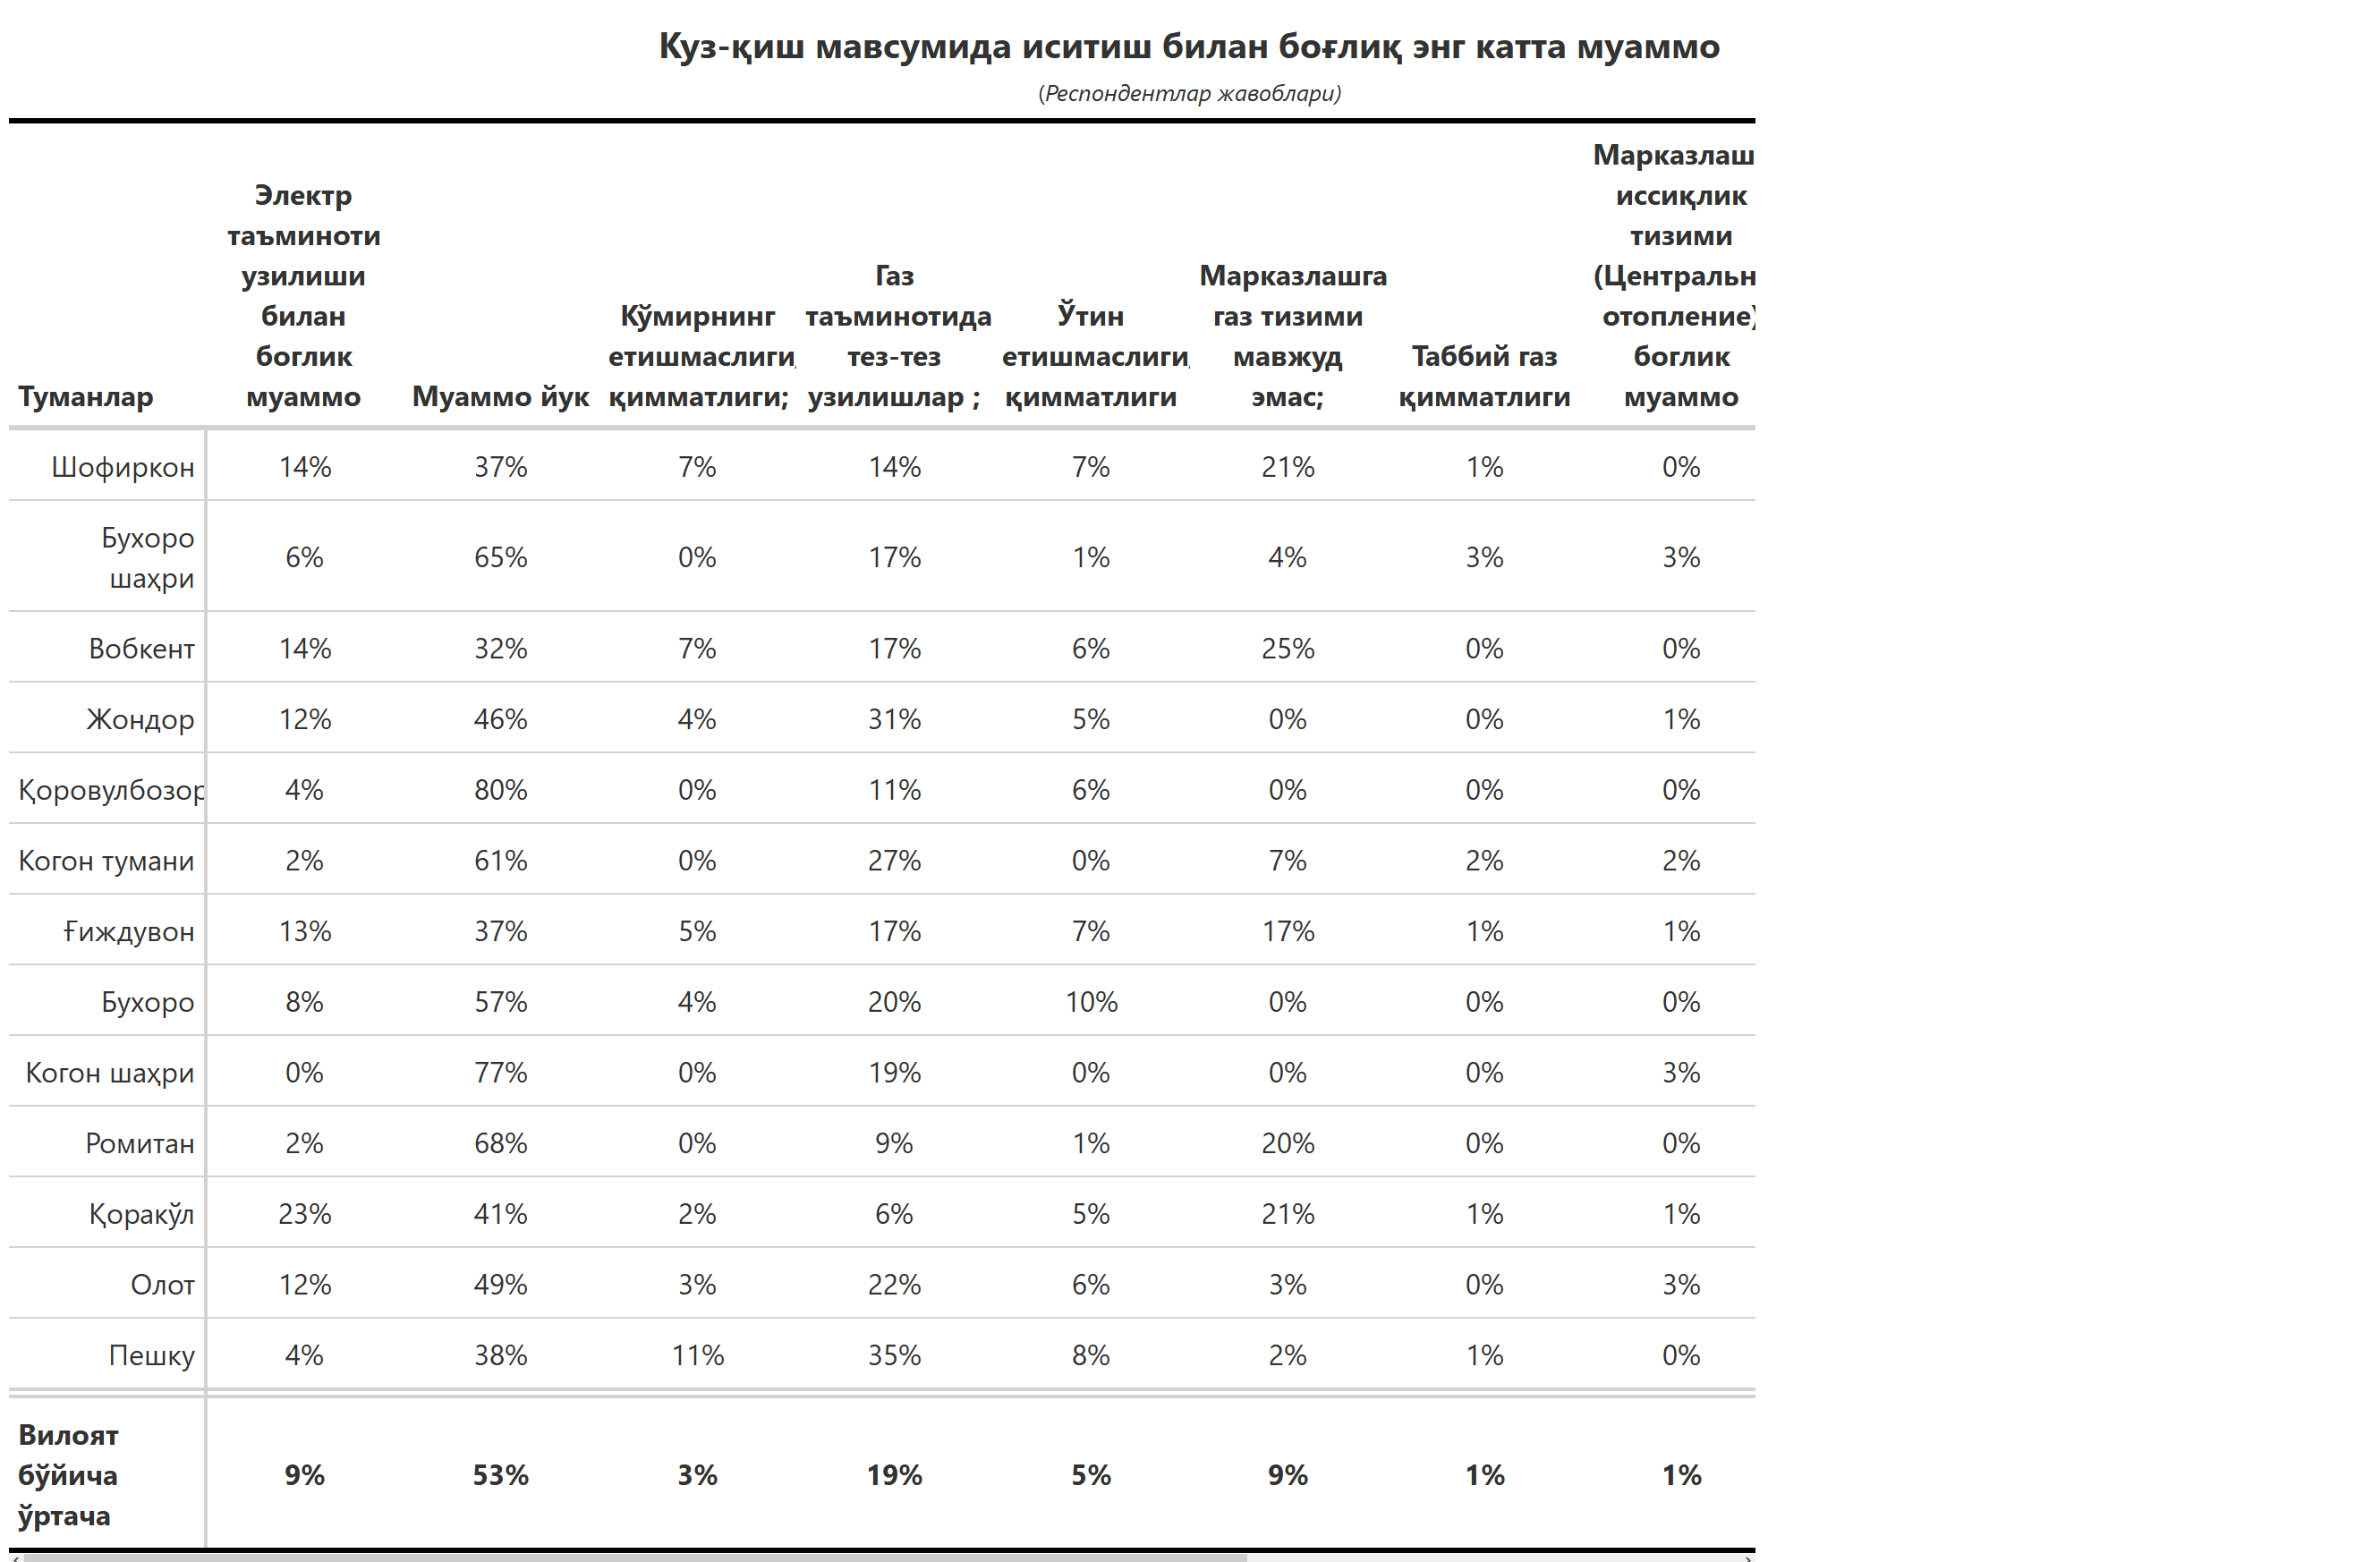 Куз-қиш мавсумида иситиш билан боғлиқ энг катта муаммо
(Респондентлар жавоблари)
Туманлар
Электр
таъминоти
узилиши
билан
боглик
муаммо
Муаммо йук
Кўмирнинг
етишмаслиги,
қимматлиги;
Газ
таъминотида
тез-тез
узилишлар ;
Ўтин
етишмаслиги,
қимматлиги
Марказлашга
газ тизими
мавжуд
эмас;
Таббий газ
қимматлиги
Марказлаш
иссиқлик
тизими
(Центральн
отопление)
боглик
муаммо
Шофиркон 14% 37% 7% 14% 7% 21% 1% 0%
Бухоро
шаҳри 6% 65% 0% 17% 1% 4% 3% 3%
Вобкент 14% 32% 7% 17% 6% 25% 0% 0%
Жондор 12% 46% 4% 31% 5% 0% 0% 1%
Қоровулбозор 4% 80% 0% 11% 6% 0% 0% 0%
Когон тумани 2% 61% 0% 27% 0% 7% 2% 2%
Ғиждувон 13% 37% 5% 17% 7% 17% 1% 1%
Бухоро 8% 57% 4% 20% 10% 0% 0% 0%
Когон шаҳри 0% 77% 0% 19% 0% 0% 0% 3%
Ромитан 2% 68% 0% 9% 1% 20% 0% 0%
Қоракўл 23% 41% 2% 6% 5% 21% 1% 1%
Олот 12% 49% 3% 22% 6% 3% 0% 3%
Пешку 4% 38% 11% 35% 8% 2% 1% 0%
Вилоят
бўйича
ўртача 9% 53% 3% 19% 5% 9% 1% 1%